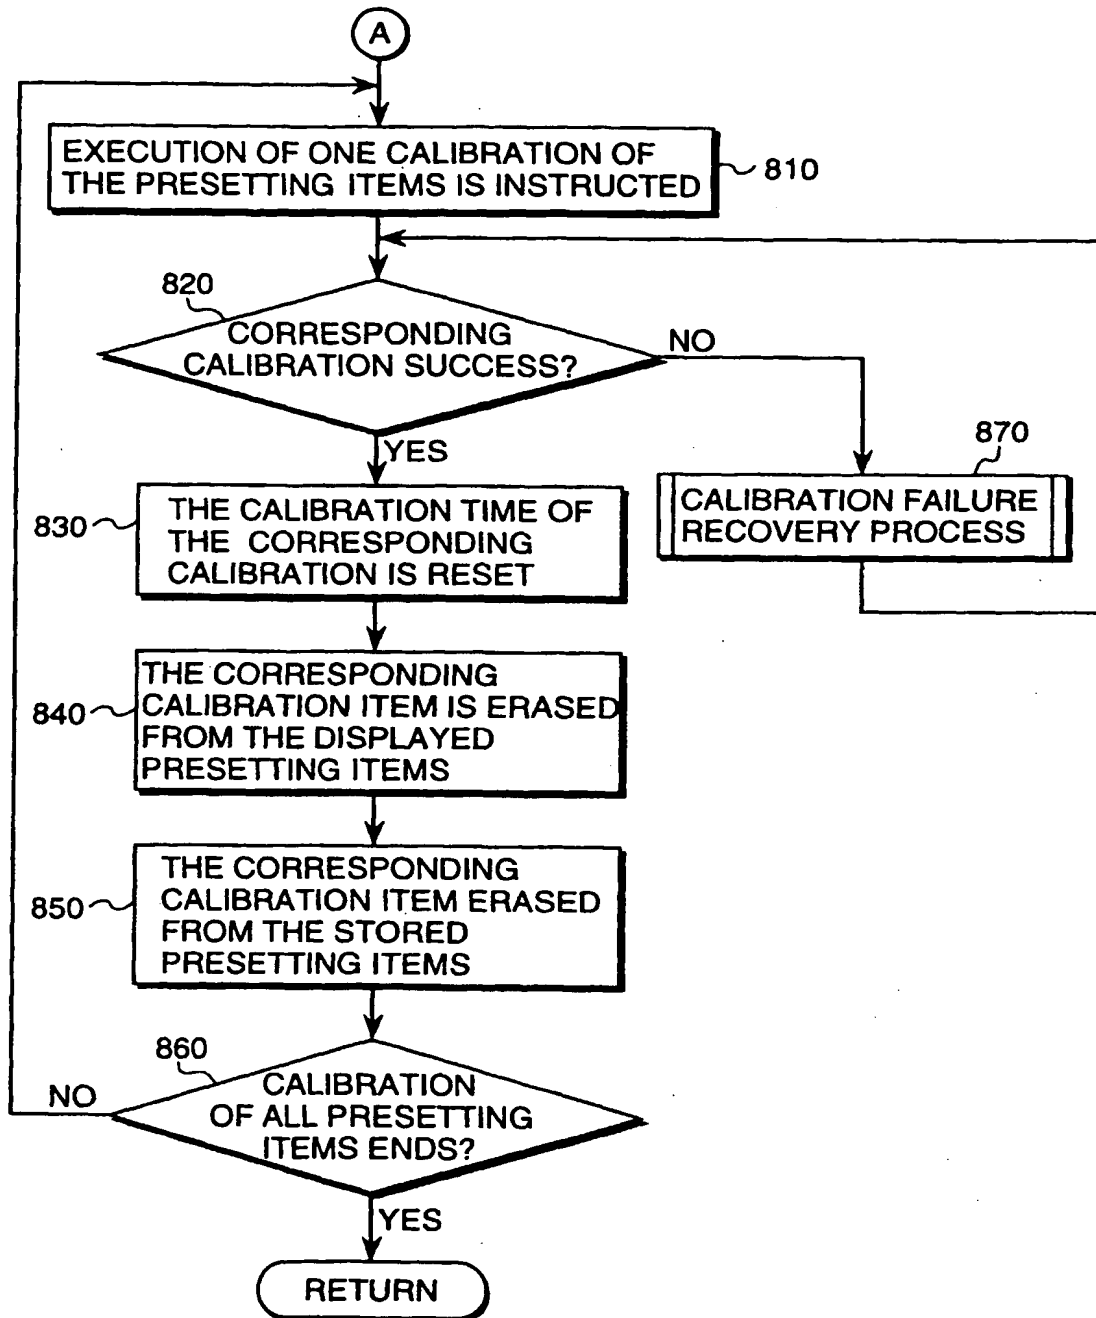 A
EXECUTION OF ONE CALIBRATION OF
THE PRESETTING ITEMS IS INSTRUCTED
810
820
CORRESPONDING
CALIBRATION SUCCESS?
NO
YES
870
CALIBRATION FAILURE
RECOVERY PROCESS
830
THE CALIBRATION TIME OF
THE CORRESPONDING
CALIBRATION IS RESET
840
THE CORRESPONDING
CALIBRATION ITEM IS ERASED
FROM THE DISPLAYED
PRESETTING ITEMS
850
THE CORRESPONDING
CALIBRATION ITEM ERASED
FROM THE STORED
PRESETTING ITEMS
860
CALIBRATION
OF ALL PRESETTING
ITEMS ENDS?
NO
YES
RETURN